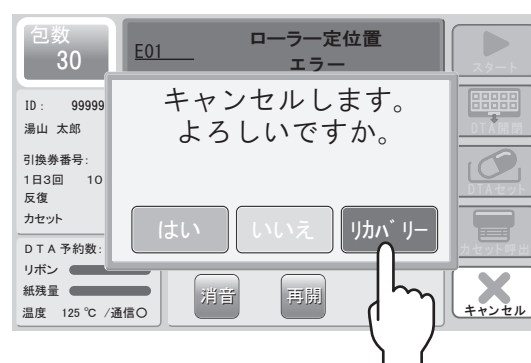 包数
30
E01
ローラー定位置
エラー
スタート
ID: 99999
湯山 太郎
キャンセルします。
よろしいですか。
DTA開閉
引換券番号:
1日3回 10
反復
カセット
DTAセット
はい
いいえ
リカバリー
カセット呼出
DTA予約数:
リボン
紙残量
温度 125℃ /通信○
消音
再開
キャンセル